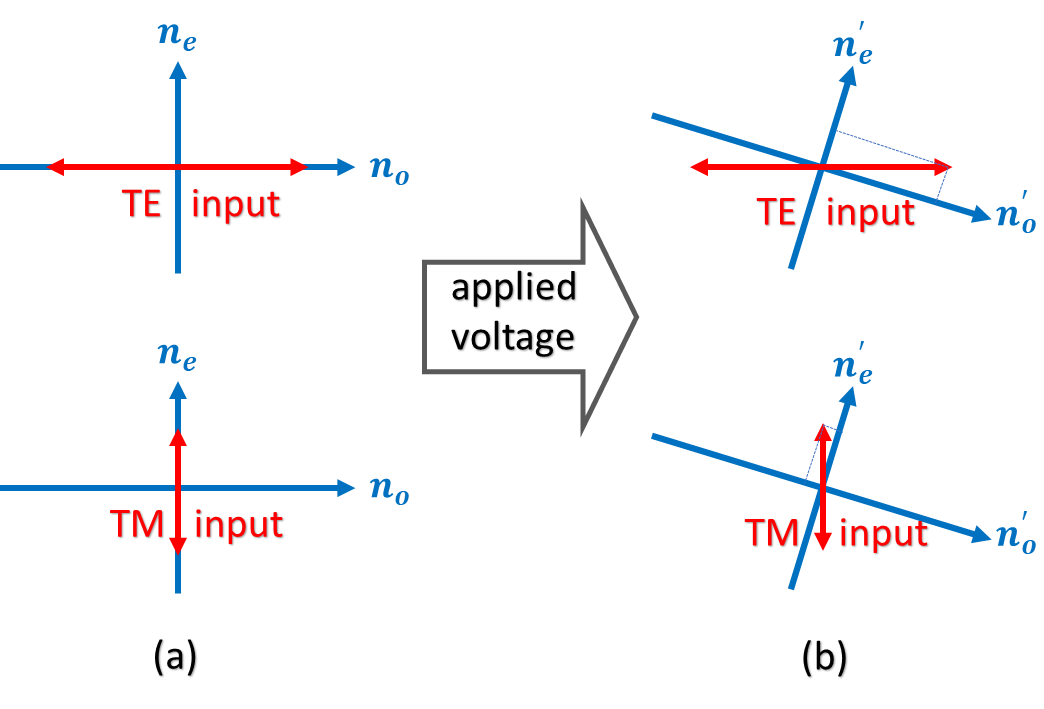 n_e
n_o
TE input
n_e'
n_o'
TE input
applied
voltage
n_e
n_o
TM input
n_e'
n_o'
TM input
(a)
(b)